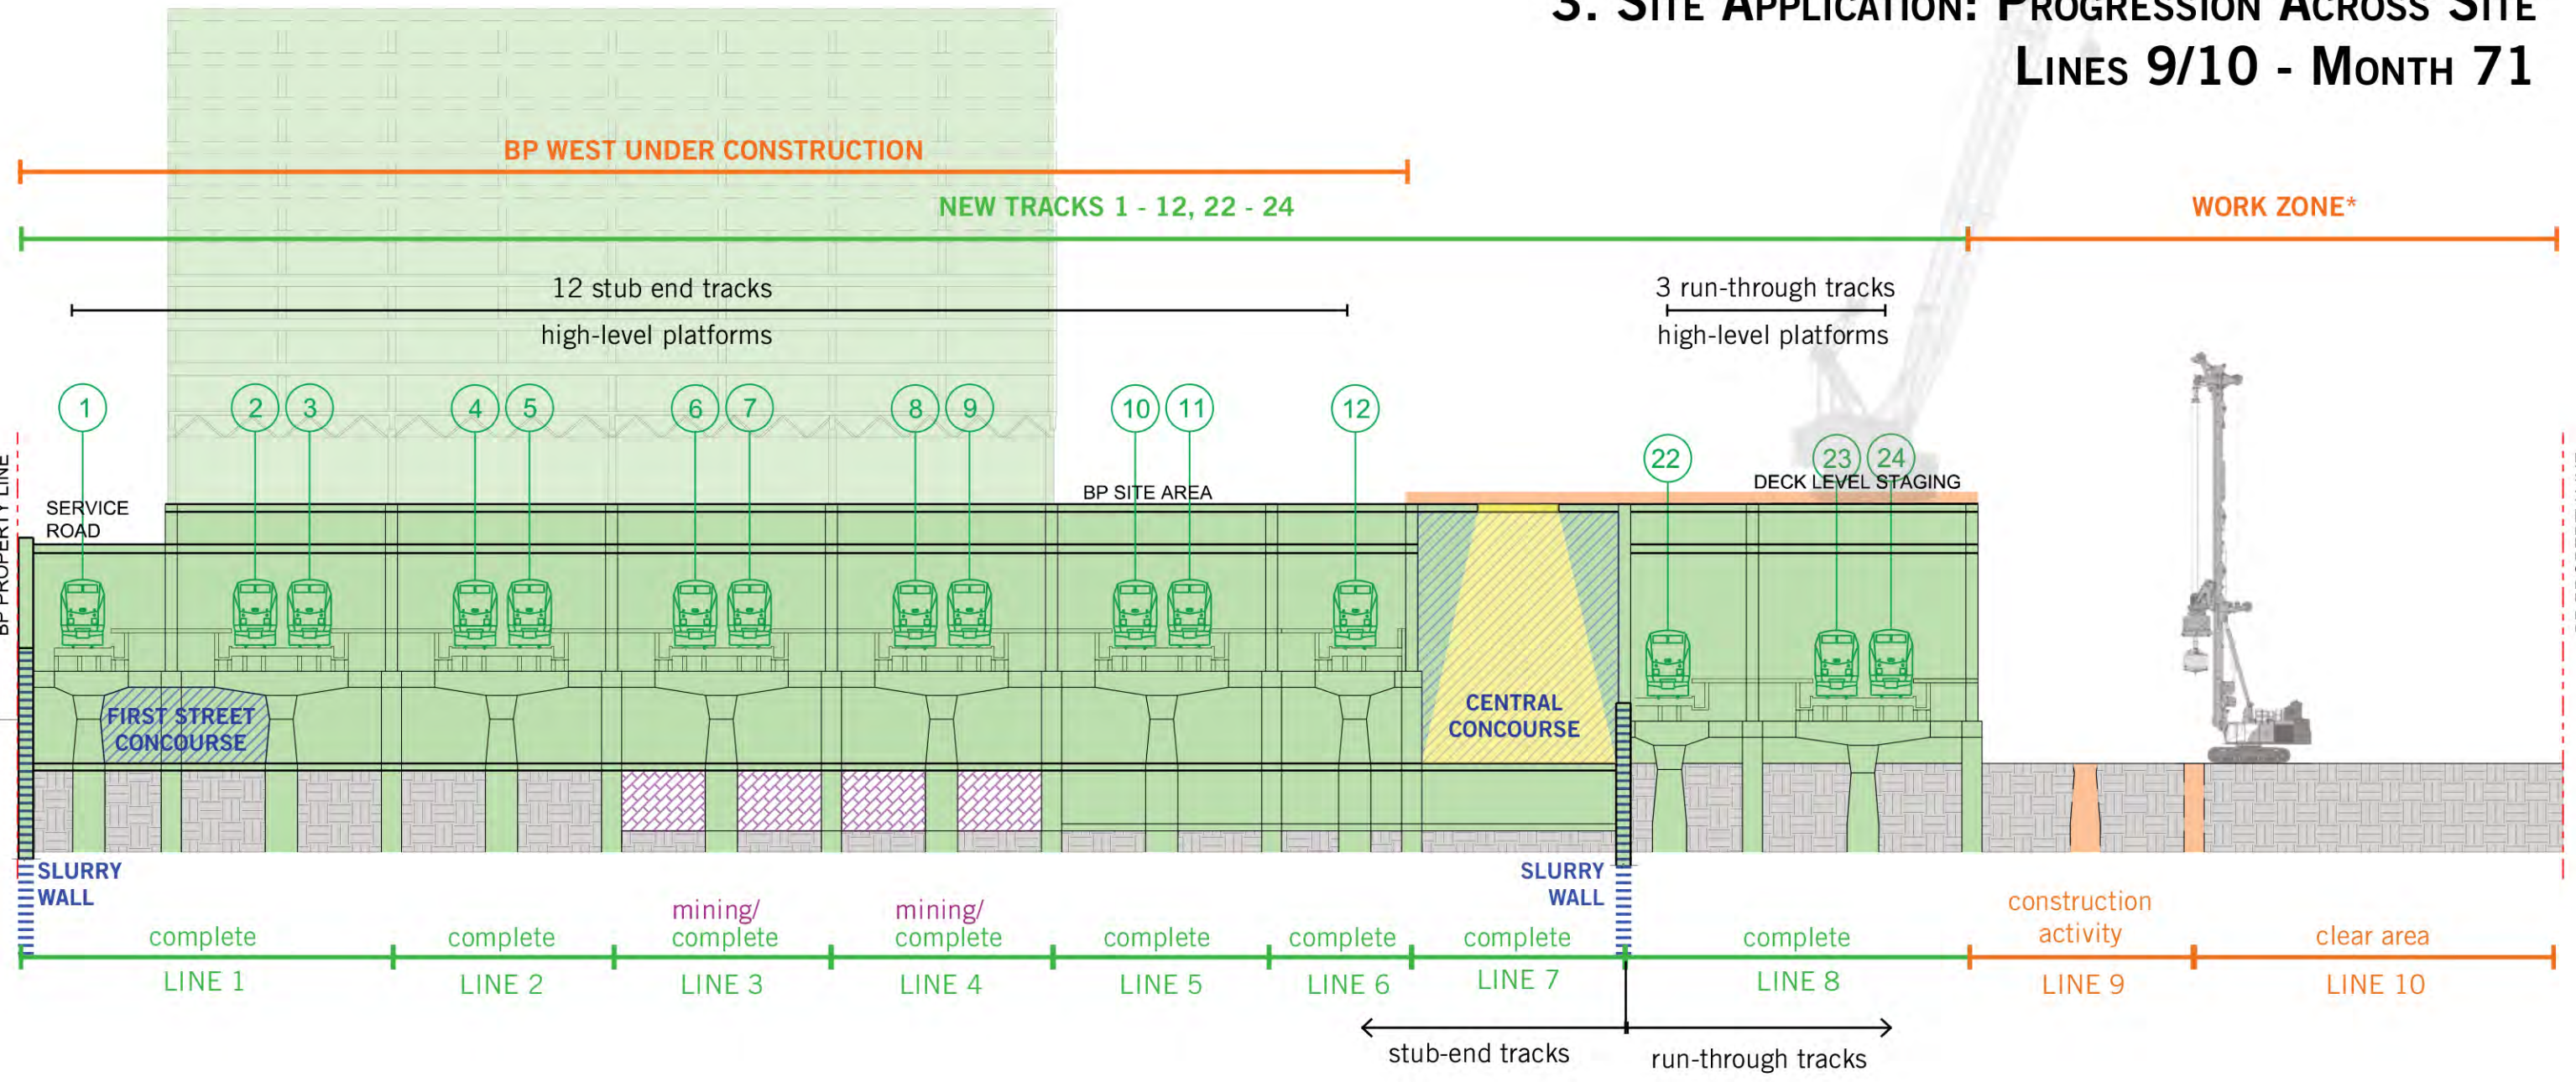 3. Site Application: Progression Across Site
Lines 9/10 - Month 71
BP WEST UNDER CONSTRUCTION
NEW TRACKS 1 - 12, 22 - 24
WORK ZONE*
12 stub end tracks
high-level platforms
3 run-through tracks
high-level platforms
1
2
3
4
5
6
7
8
9
10
11
12
22
23
24
BP PROPERTY LINE
SERVICE
ROAD
BP SITE AREA
DECK LEVEL STAGING
FIRST STREET
CONCOURSE
CENTRAL
CONCOURSE
SLURRY
WALL
SLURRY
WALL
complete
LINE 1
complete
LINE 2
mining/
complete
LINE 3
mining/
complete
LINE 4
complete
LINE 5
complete
LINE 6
complete
LINE 7
complete
LINE 8
construction
activity
LINE 9
clear area
LINE 10
stub-end tracks
run-through tracks